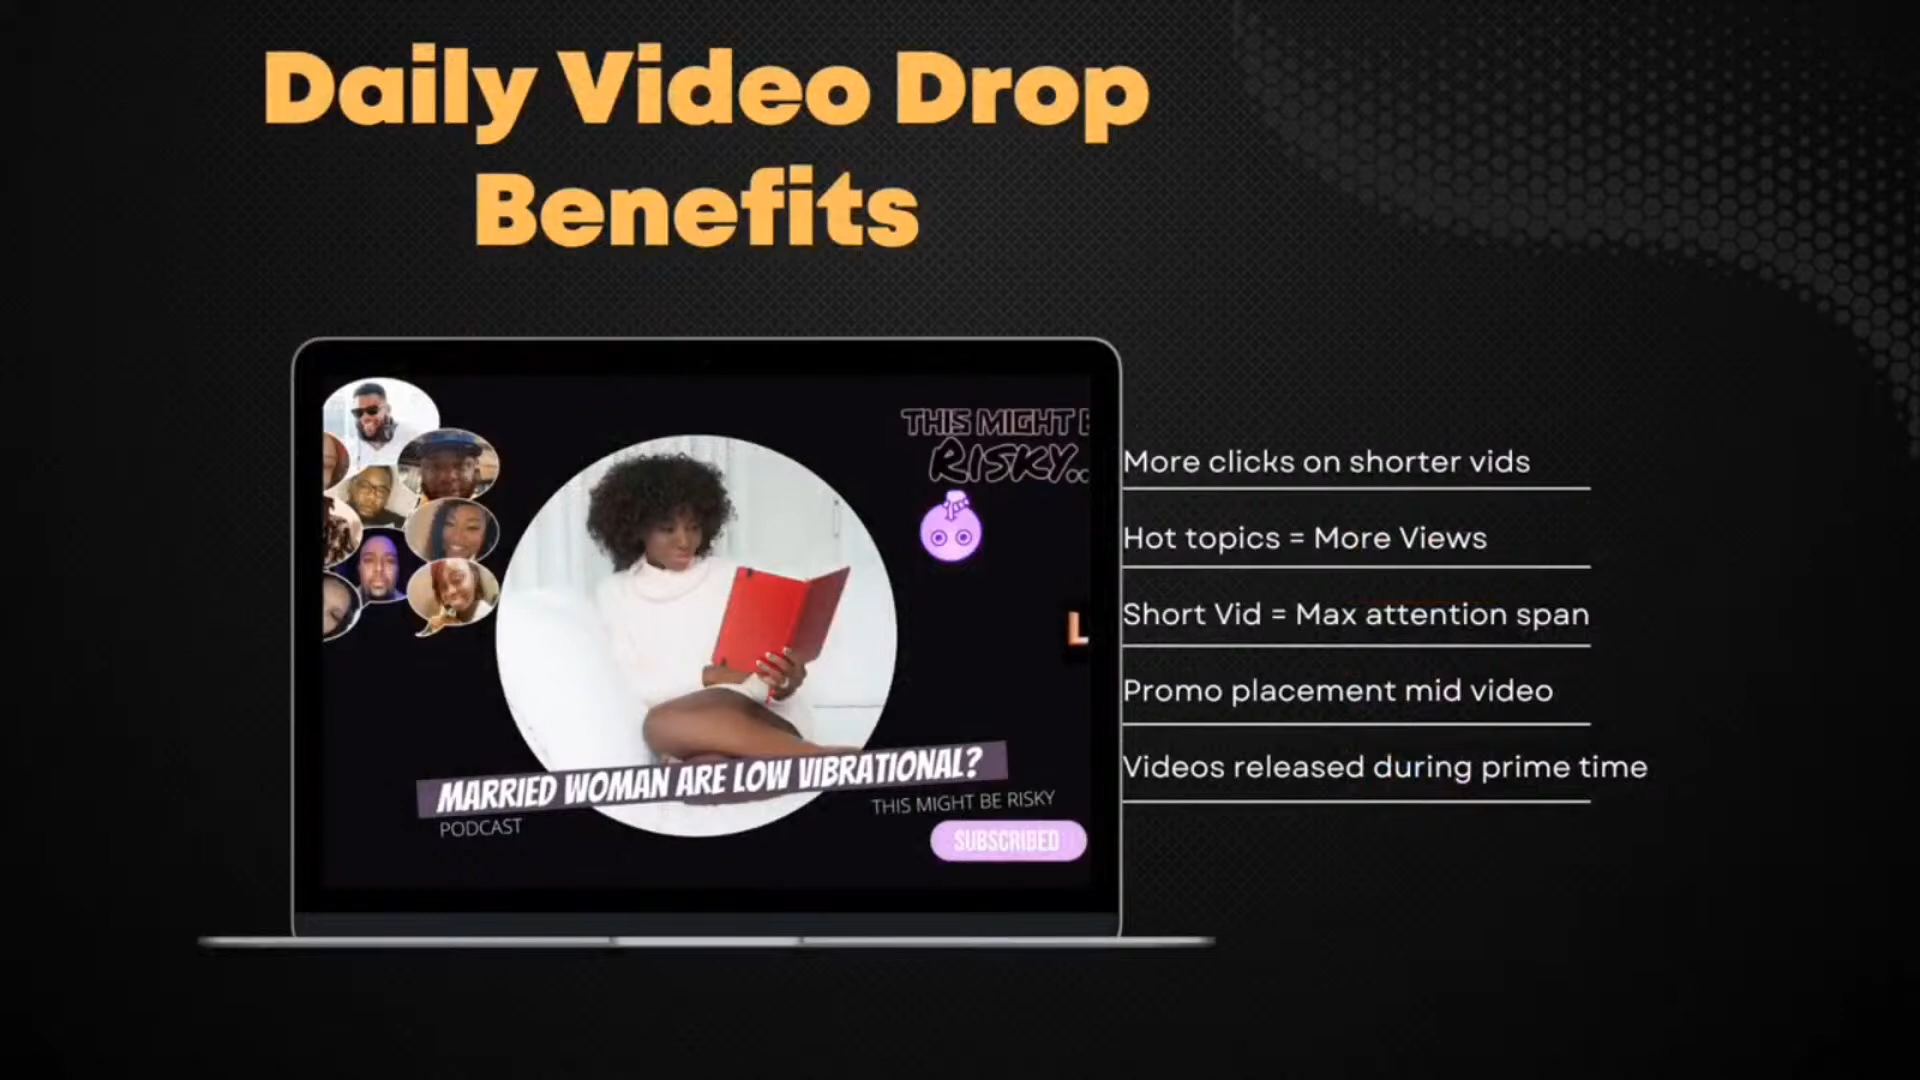 Daily Video Drop
Benefits
THIS MIGHT
RISKY..
More clicks on shorter vids
Hot topics = More Views
Short Vid = Max attention span
Promo placement mid video
Videos released during prime time
L
MARRIED WOMAN ARE LOW VIBRATIONAL?
THIS MIGHT BE RISKY
PODCAST
SUBSCRIBED